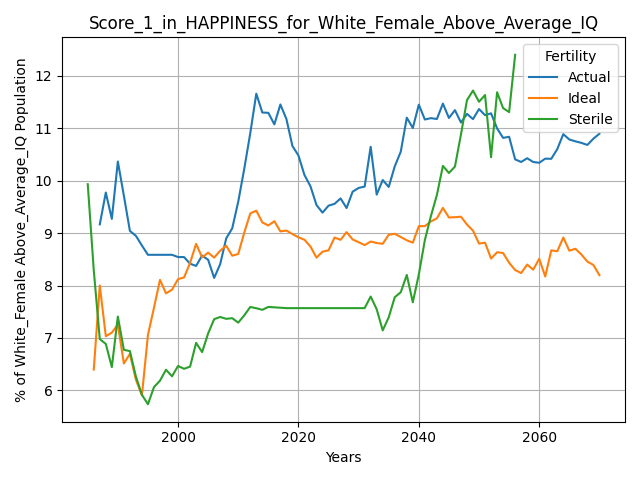 Score_1_in_HAPPINESS_for_White_Female_Above_Average_IQ
% of White_Female Above_Average_IQ Population
12
11
10
9
8
7
6
Fertility
Actual
Ideal
Sterile
2000 2020 2040 2060
Years